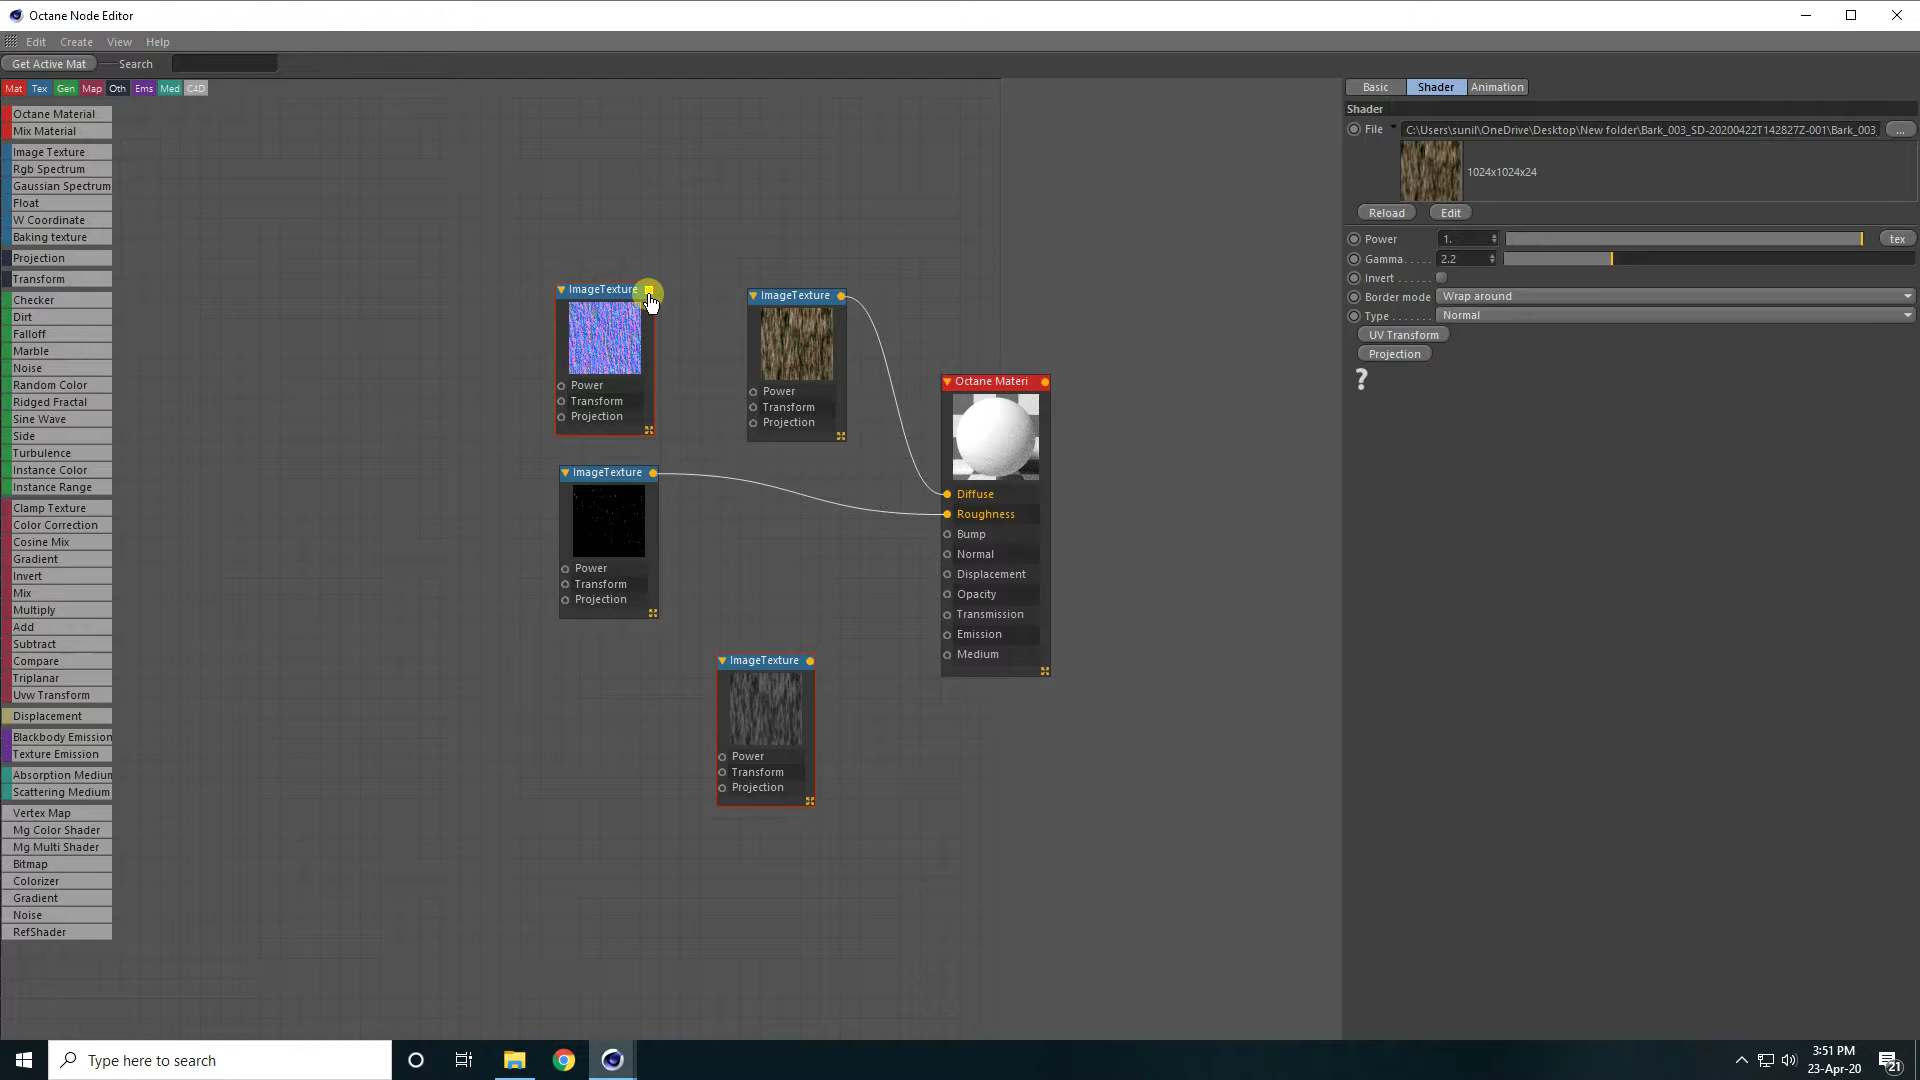 Octane Node Editor
Edit Create View Help
Get Active Mat Search
Mat Tex Gen Map Oth Ems Med C4D
Octane Material
Mix Material
Image Texture
Rgb Spectrum
Gaussian Spectrum
Float
W Coordinate
Baking texture
Projection
Transform
Checker
Dirt
Falloff
Marble
Noise
Random Color
Ridged Fractal
Sine Wave
Side
Turbulence
Instance Color
Instance Range
Clamp Texture
Color Correction
Cosine Mix
Gradient
Invert
Mix
Multiply
Add
Subtract
Compare
Triplanar
Uvw Transform
Displacement
Blackbody Emission
Texture Emission
Absorption Medium
Scattering Medium
Vertex Map
Mg Color Shader
Mg Multi Shader
Bitmap
Colorizer
Gradient
Noise
RefShader
ImageTexture
Power
Transform
Projection
ImageTexture
Power
Transform
Projection
ImageTexture
Power
Transform
Projection
ImageTexture
Power
Transform
Projection
Octane Materi
Diffuse
Roughness
Bump
Normal
Displacement
Opacity
Transmission
Emission
Medium
Basic Shader Animation
Shader
File C:\Users\sunil\OneDrive\Desktop\New folder\Bark_003_SD-20200422T142827Z-001\Bark_003_ ...
1024x1024x24
Reload Edit
Power 1. tex
Gamma..... 2.2
Invert......
Border mode Wrap around
Type....... Normal
UV Transform
Projection
?
Type here to search
3:51 PM
23-Apr-20
21